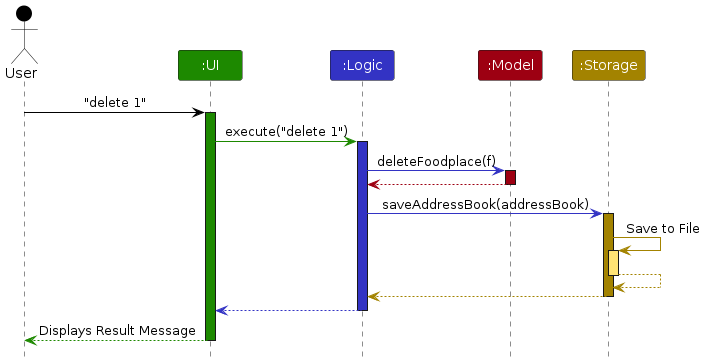 User
:UI
:Logic
:Model
:Storage
"delete 1"
execute("delete 1")
deleteFoodplace(f)
saveAddressBook(addressBook)
Save to File
Displays Result Message